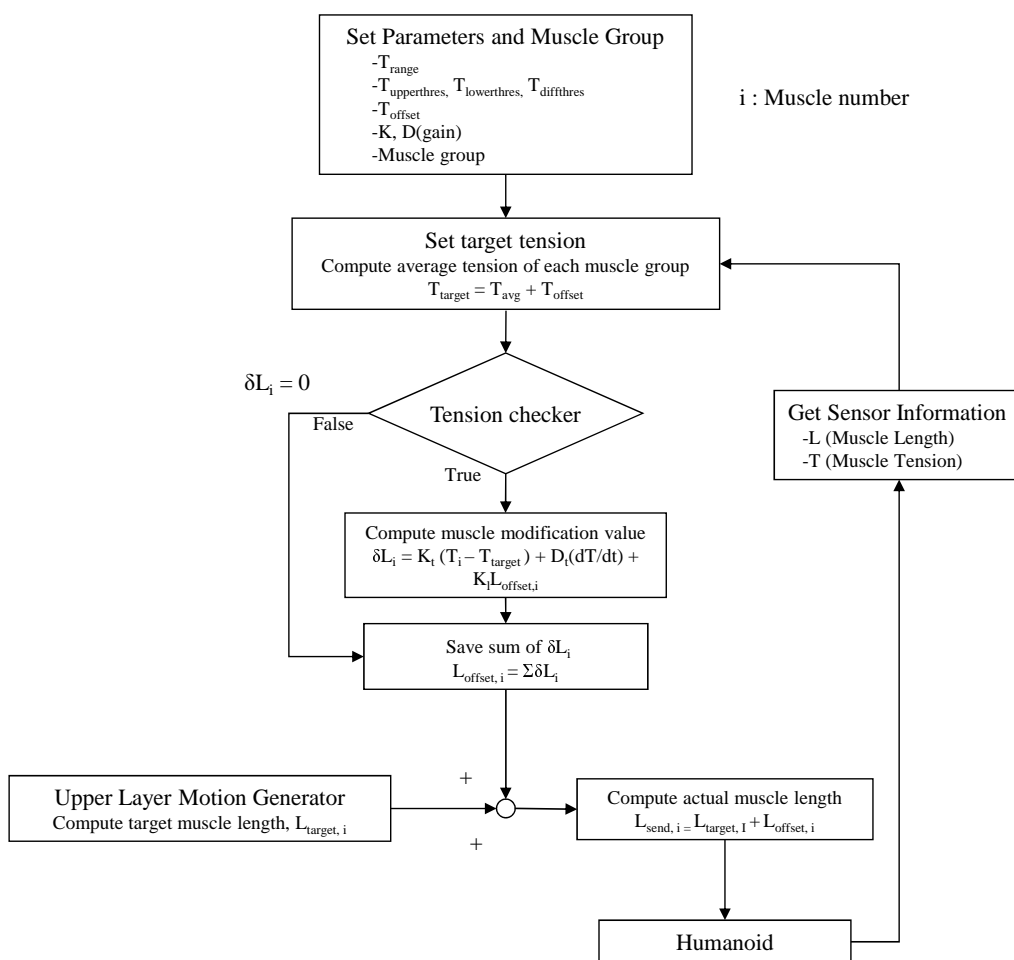 Set Parameters and Muscle Group
-T_range
-T_upperthres, T_lowerthres, T_diffthres
-T_offset
-K, D(gain)
-Muscle group
i : Muscle number
Set target tension
Compute average tension of each muscle group
T_target = T_avg + T_offset
δL_i = 0
Tension checker
False
True
Get Sensor Information
-L (Muscle Length)
-T (Muscle Tension)
Compute muscle modification value
δL_i = K_t (T_i – T_target) + D_t(dT/dt) +
K_lL_offset,i
Save sum of δL_i
L_offset, i = ΣδL_i
+
Upper Layer Motion Generator
Compute target muscle length, L_target, i
+
Compute actual muscle length
L_send, i = L_target, I + L_offset, i
Humanoid